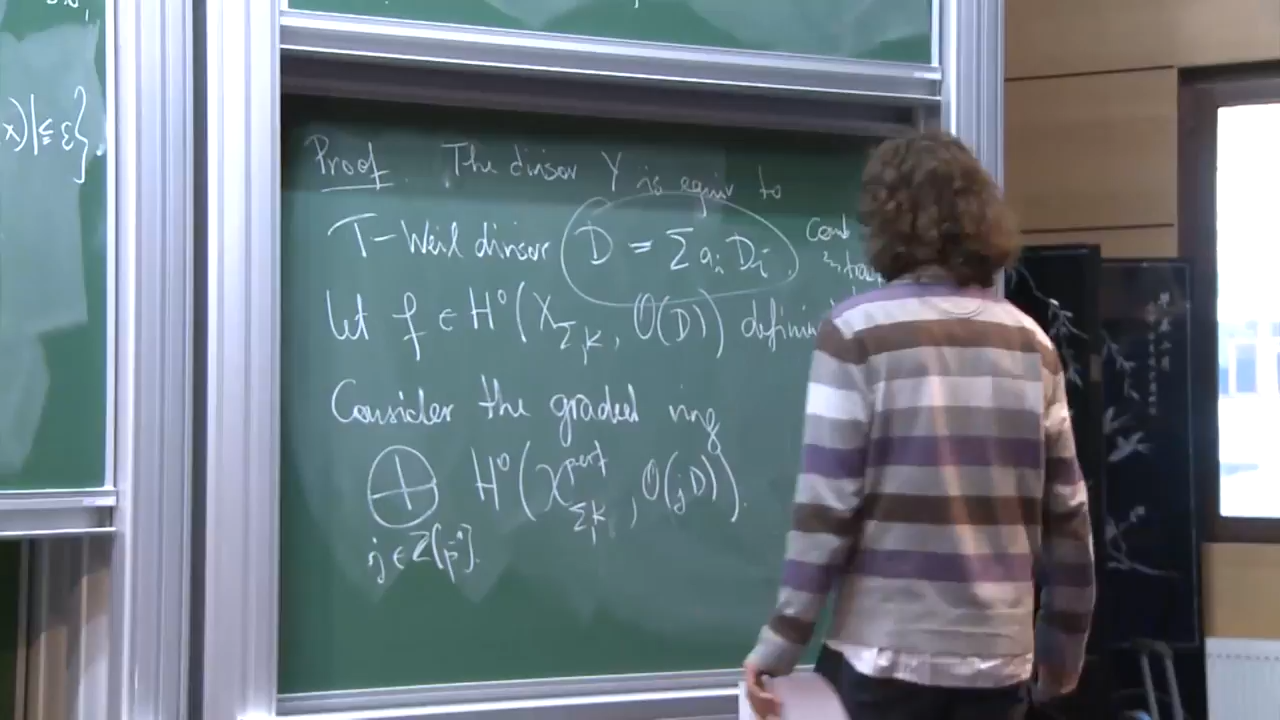 x)|≤ε}
Proof. The divisor Y is equiv to
T-Weil divisor D = Σ a_i D_i.
Let f ∈ H⁰(X_{Σ,K}, O(D))
Consider the graded ring
⊕ H⁰(X^{perf}_{Σ,K}, O(jD)).
j ∈ Z[p⁻¹].